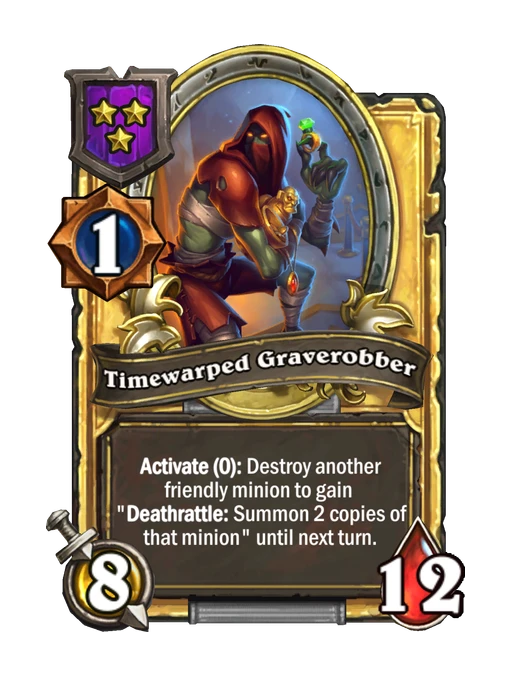 1
Timewarped Graverobber
Activate (0): Destroy another
friendly minion to gain
"Deathrattle: Summon 2 copies of
that minion" until next turn.
8
12